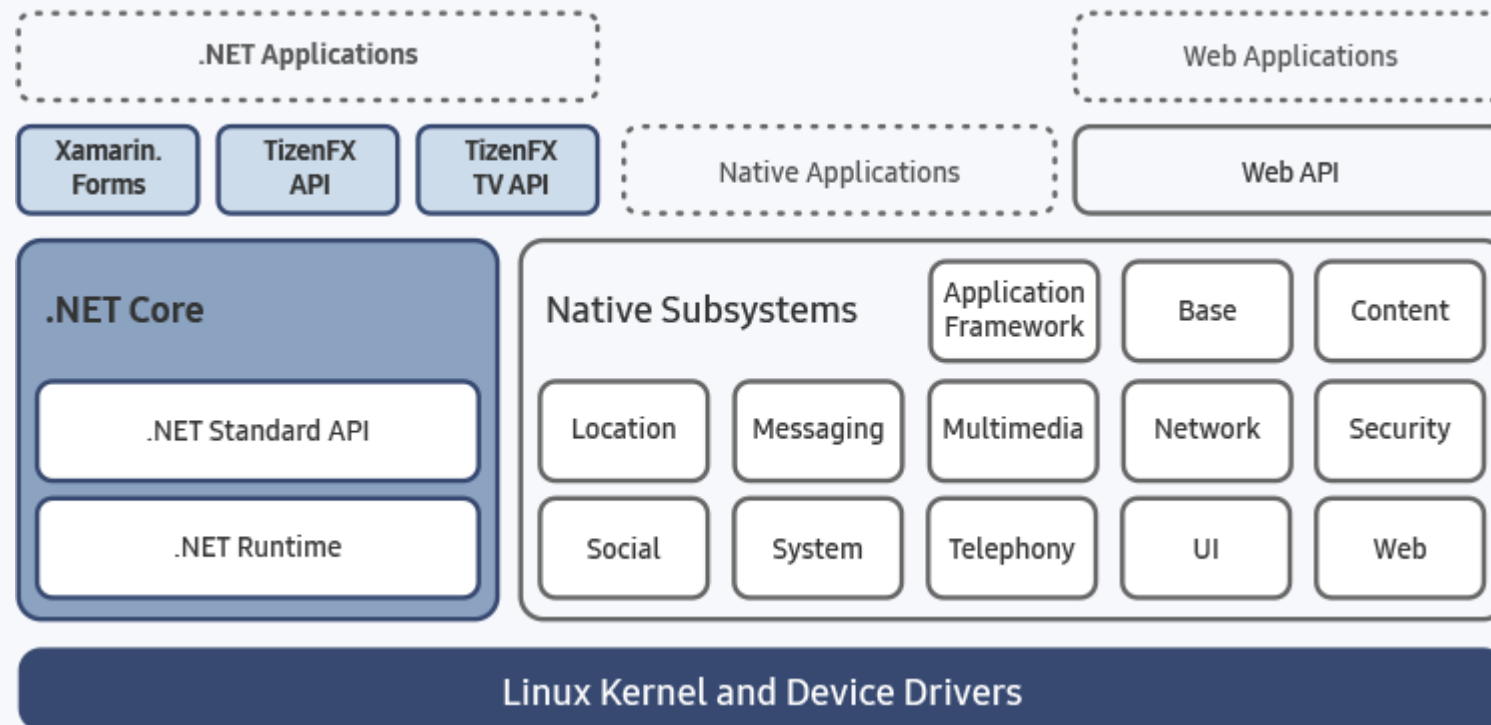 .NET Applications
Web Applications
Xamarin.
Forms
TizenFX
API
TizenFX
TV API
Native Applications
Web API
.NET Core
Native Subsystems
Application
Framework
Base
Content
.NET Standard API
Location
Messaging
Multimedia
Network
Security
.NET Runtime
Social
System
Telephony
UI
Web
Linux Kernel and Device Drivers